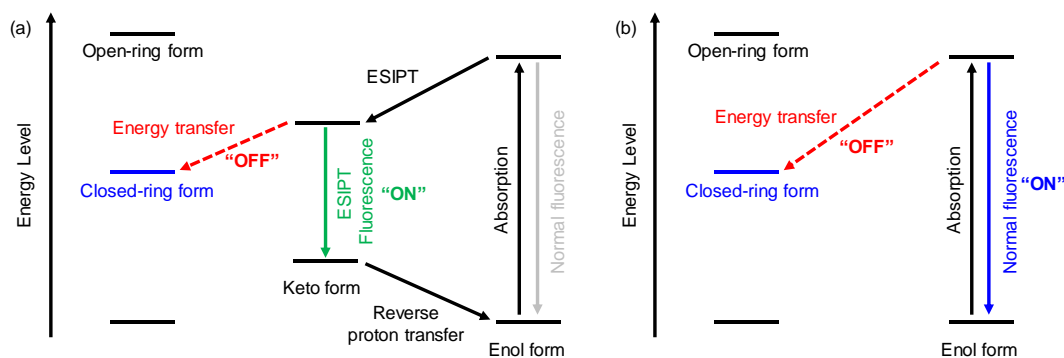 (a)
Energy Level
Open-ring form
ESIPT
Energy transfer
“OFF”
Closed-ring form
ESIPT
Fluorescence
“ON”
Absorption
Normal fluorescence
Keto form
Reverse
proton transfer
Enol form
(b)
Energy Level
Open-ring form
Energy transfer
“OFF”
Closed-ring form
Absorption
Normal fluorescence
“ON”
Enol form